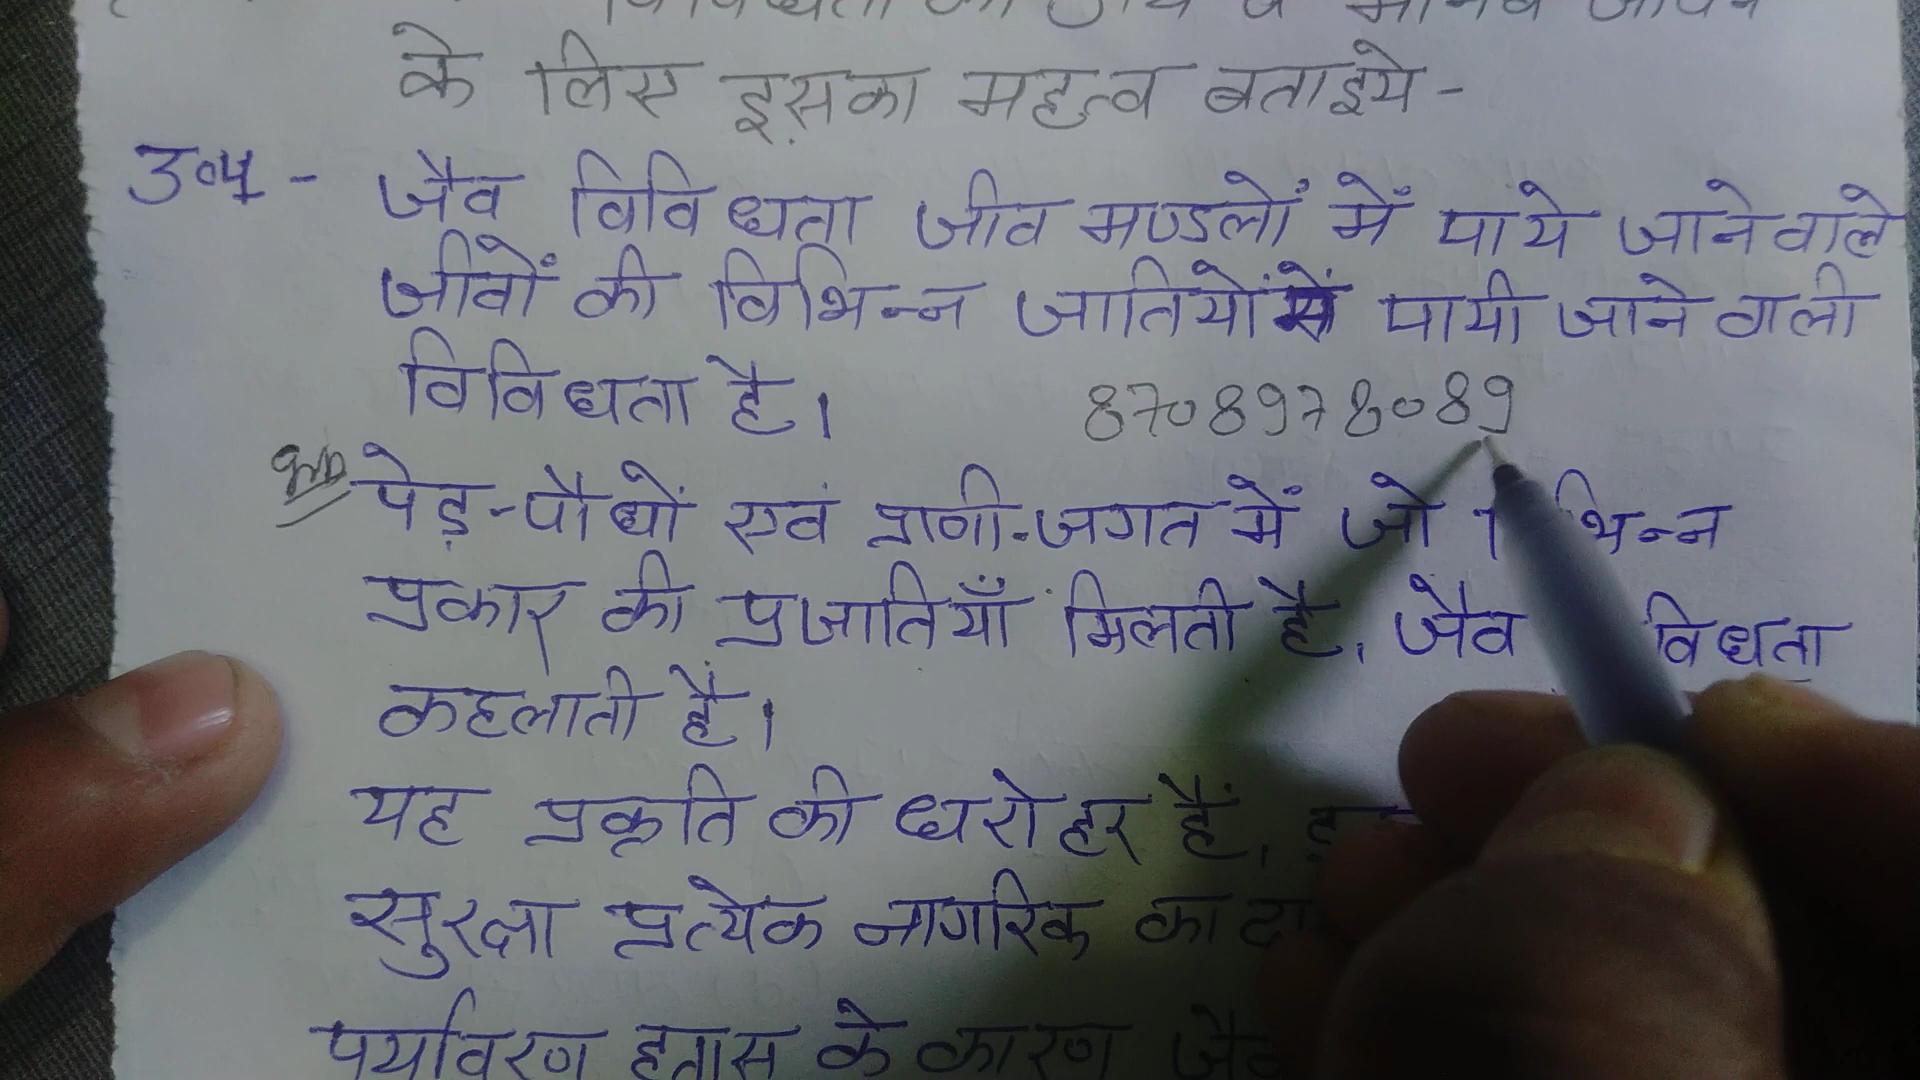 के लिए इसका महत्व बताइये-
उ०4- जैव विविधता जीव मण्डलों में पाये जाने वाले
जीवों की विभिन्न जातियों में पायी जाने वाली
विविधता है। 8708978089
पेड़-पौधों एवं प्राणी-जगत में जो
प्रकार की प्रजातियाँ मिलती है, जैव
कहलाती हैं।
यह प्रकृति की धरोहर हैं,
सुरक्षा प्रत्येक नागरिक का
पर्यावरण ह्तास के कारण